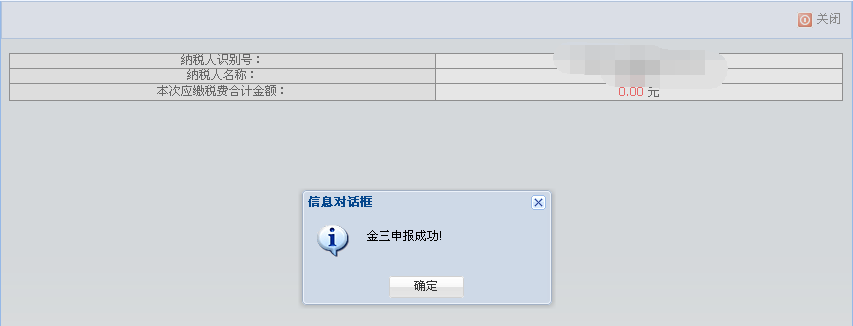 关闭
纳税人识别号：
纳税人名称：
本次应缴税费合计金额：
0.00 元
信息对话框
金三申报成功!
确定